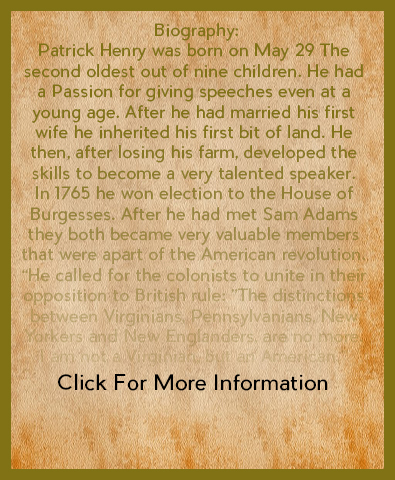 Biography:
Patrick Henry was born on May 29 The
second oldest out of nine children. He had
a Passion for giving speeches even at a
young age. After he had married his first
wife he inherited his first bit of land. He
then, after losing his farm, developed the
skills to become a very talented speaker.
In 1765 he won election to the House of
Burgesses. After he had met Sam Adams
they both became very valuable members
that were apart of the American revolution.
"He called for the colonists to unite in their
opposition to British rule: "The distinctions
between Virginians, Pennsylvanians, New
Yorkers and New Englanders, are no more.
I am not a Virginian, but an American.
Click For More Information